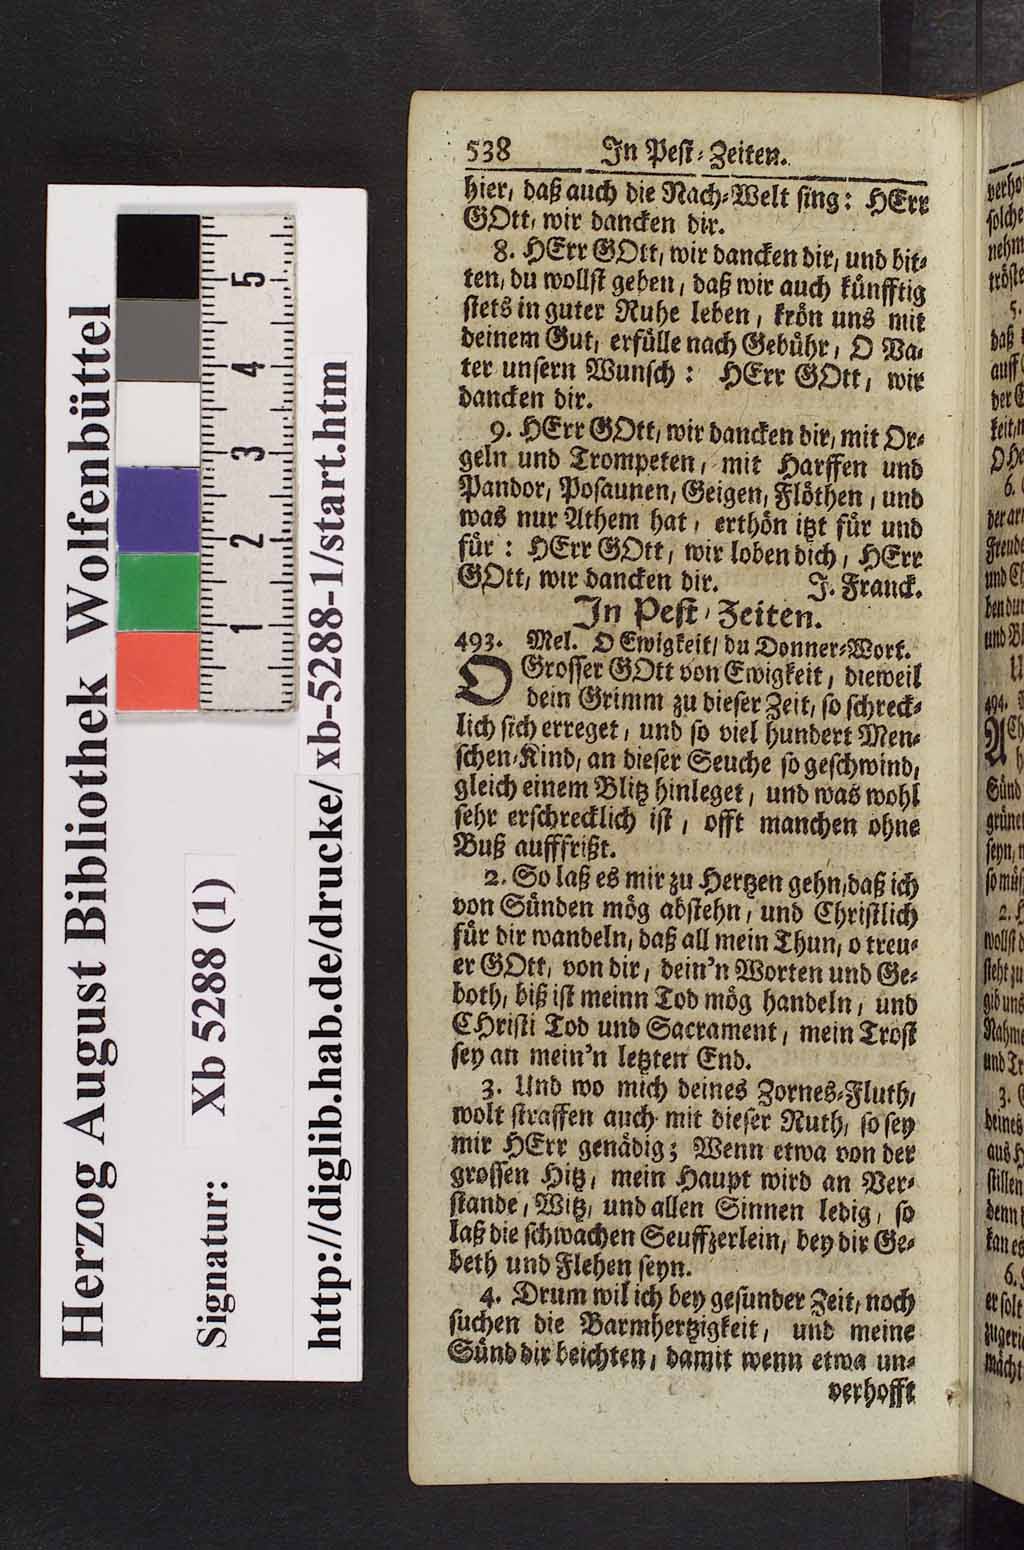 Herzog August Bibliothek Wolfenbüttel
Signatur: Xb 5288 (1)
http://diglib.hab.de/drucke/xb-5288-1/start.htm
1 2 3 4 5
538 In Pest-Zeiten.
hier, daß auch die Nach-Welt sing: HErr
GOtt, wir dancken dir.
8. HErr GOtt, wir dancken dir, und bit-
ten, du wollst geben, daß wir auch künfftig
stets in guter Ruhe leben, krön uns mit
deinem Gut, erfülle nach Gebühr, O Va-
ter unsern Wunsch: HErr GOtt, wir
dancken dir.
9. HErr GOtt, wir dancken dir, mit Or-
geln und Trompeten, mit Harffen und
Pandor, Posaunen, Geigen, Flöthen, und
was nur Athem hat, erthön itzt für und
für: HErr GOtt, wir loben dich, HErr
GOtt, wir dancken dir. J. Franck.
In Pest-Zeiten.
493. Mel. O Ewigkeit/ du Donner-Wort.
O Grosser GOtt von Ewigkeit, dieweil
dein Grimm zu dieser Zeit, so schreck-
lich sich erreget, und so viel hundert Men-
schen-Kind, an dieser Seuche so geschwind,
gleich einem Blitz hinleget, und was wohl
sehr erschrecklich ist, offt manchen ohne
Buß aufffrißt.
2. So laß es mir zu Hertzen gehn, daß ich
von Sünden mög abstehn, und Christlich
für dir wandeln, daß all mein Thun, o treu-
er GOtt, von dir, dein'n Worten und Ge-
both, biß ist meinn Tod mög handeln, und
CHristi Tod und Sacrament, mein Trost
sey an mein'n letzten End.
3. Und wo mich deines Zornes-Fluth,
wolt straffen auch mit dieser Ruth, so sey
mir HErr genädig; Wenn etwa von der
grossen Hitz, mein Haupt wird an Ver-
stande, Witz, und allen Sinnen ledig, so
laß die schwachen Seuffzerlein, bey dir Ge-
beth und Flehen seyn.
4. Drum wil ich bey gesunder Zeit, noch
suchen die Barmhertzigkeit, und meine
Sünd dir beichten, damit wenn etwa un-
verhofft